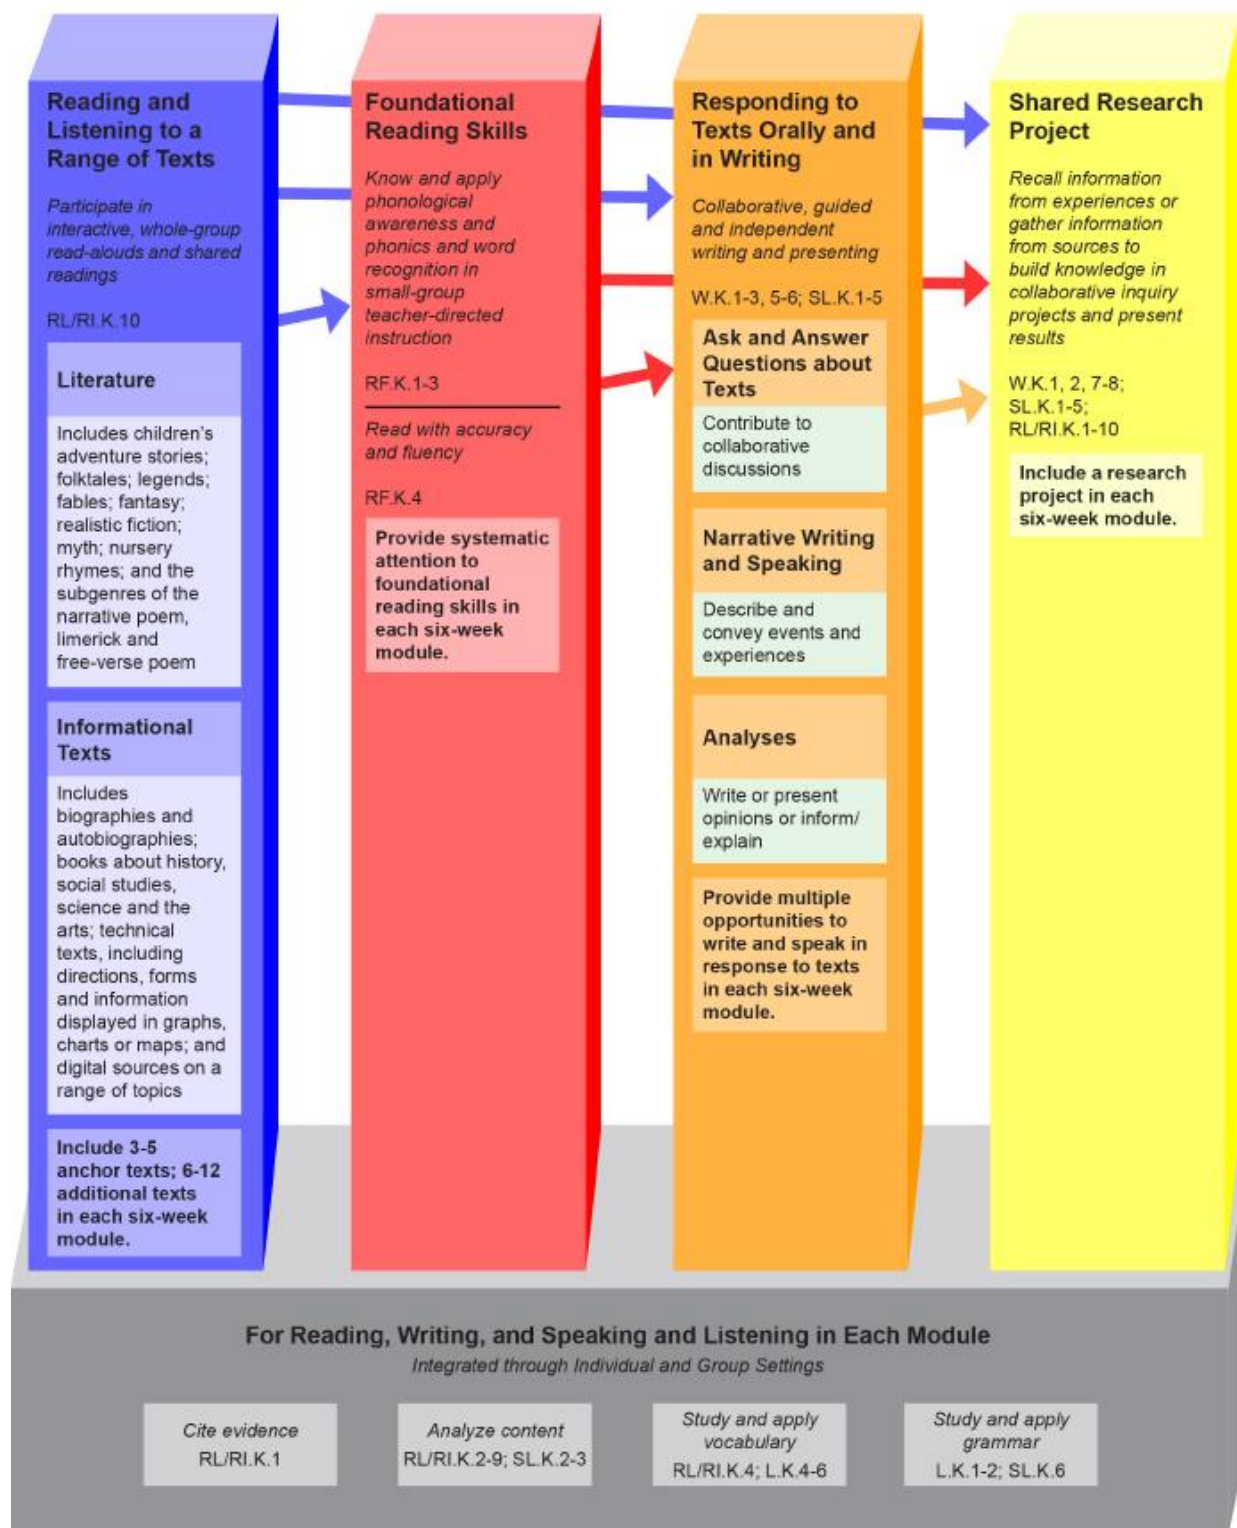 Reading and
Listening to a
Range of Texts
Participate in
interactive, whole-group
read-alouds and shared
readings
RL/RI.K.10
Literature
Includes children's
adventure stories;
folktales; legends;
fables; fantasy;
realistic fiction;
myth; nursery
rhymes; and the
subgenres of the
narrative poem,
limerick and
free-verse poem
Informational
Texts
Includes
biographies and
autobiographies;
books about history,
social studies,
science and the
arts; technical
texts, including
directions, forms
and information
displayed in graphs,
charts or maps; and
digital sources on a
range of topics
Include 3-5
anchor texts; 6-12
additional texts
in each six-week
module.
Foundational
Reading Skills
Know and apply
phonological
awareness and
phonics and word
recognition in
small-group
teacher-directed
instruction
RF.K.1-3
Read with accuracy
and fluency
RF.K.4
Provide systematic
attention to
foundational
reading skills in
each six-week
module.
Responding to
Texts Orally and
in Writing
Collaborative, guided
and independent
writing and presenting
W.K.1-3, 5-6; SL.K.1-5
Ask and Answer
Questions about
Texts
Contribute to
collaborative
discussions
Narrative Writing
and Speaking
Describe and
convey events and
experiences
Analyses
Write or present
opinions or inform/
explain
Provide multiple
opportunities to
write and speak in
response to texts
in each six-week
module.
Shared Research
Project
Recall information
from experiences or
gather information
from sources to
build knowledge in
collaborative inquiry
projects and present
results
W.K.1, 2, 7-8;
SL.K.1-5;
RL/RI.K.1-10
Include a research
project in each
six-week module.
For Reading, Writing, and Speaking and Listening in Each Module
Integrated through Individual and Group Settings
Cite evidence
RL/RI.K.1
Analyze content
RL/RI.K.2-9; SL.K.2-3
Study and apply
vocabulary
RL/RI.K.4; L.K.4-6
Study and apply
grammar
L.K.1-2; SL.K.6